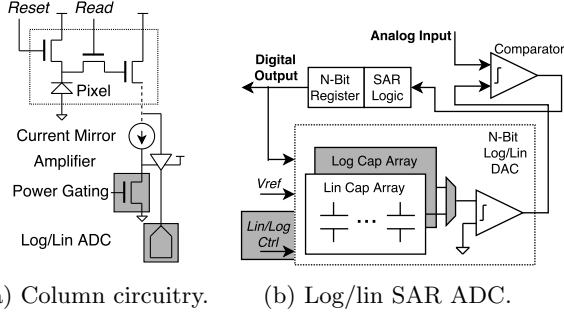 Reset Read
Pixel
Current Mirror
Amplifier
Power Gating
Log/Lin ADC
a) Column circuitry.
Analog Input
Comparator
Digital
Output
N-Bit
Register
SAR
Logic
N-Bit
Log/Lin
DAC
Log Cap Array
Lin Cap Array
Vref
...
Lin/Log
Ctrl
(b) Log/lin SAR ADC.